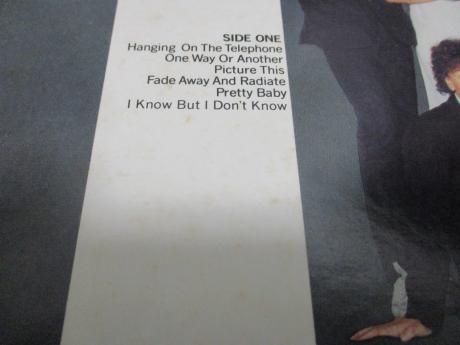 SIDE ONE
Hanging On The Telephone
One Way Or Another
Picture This
Fade Away And Radiate
Pretty Baby
I Know But I Don't Know